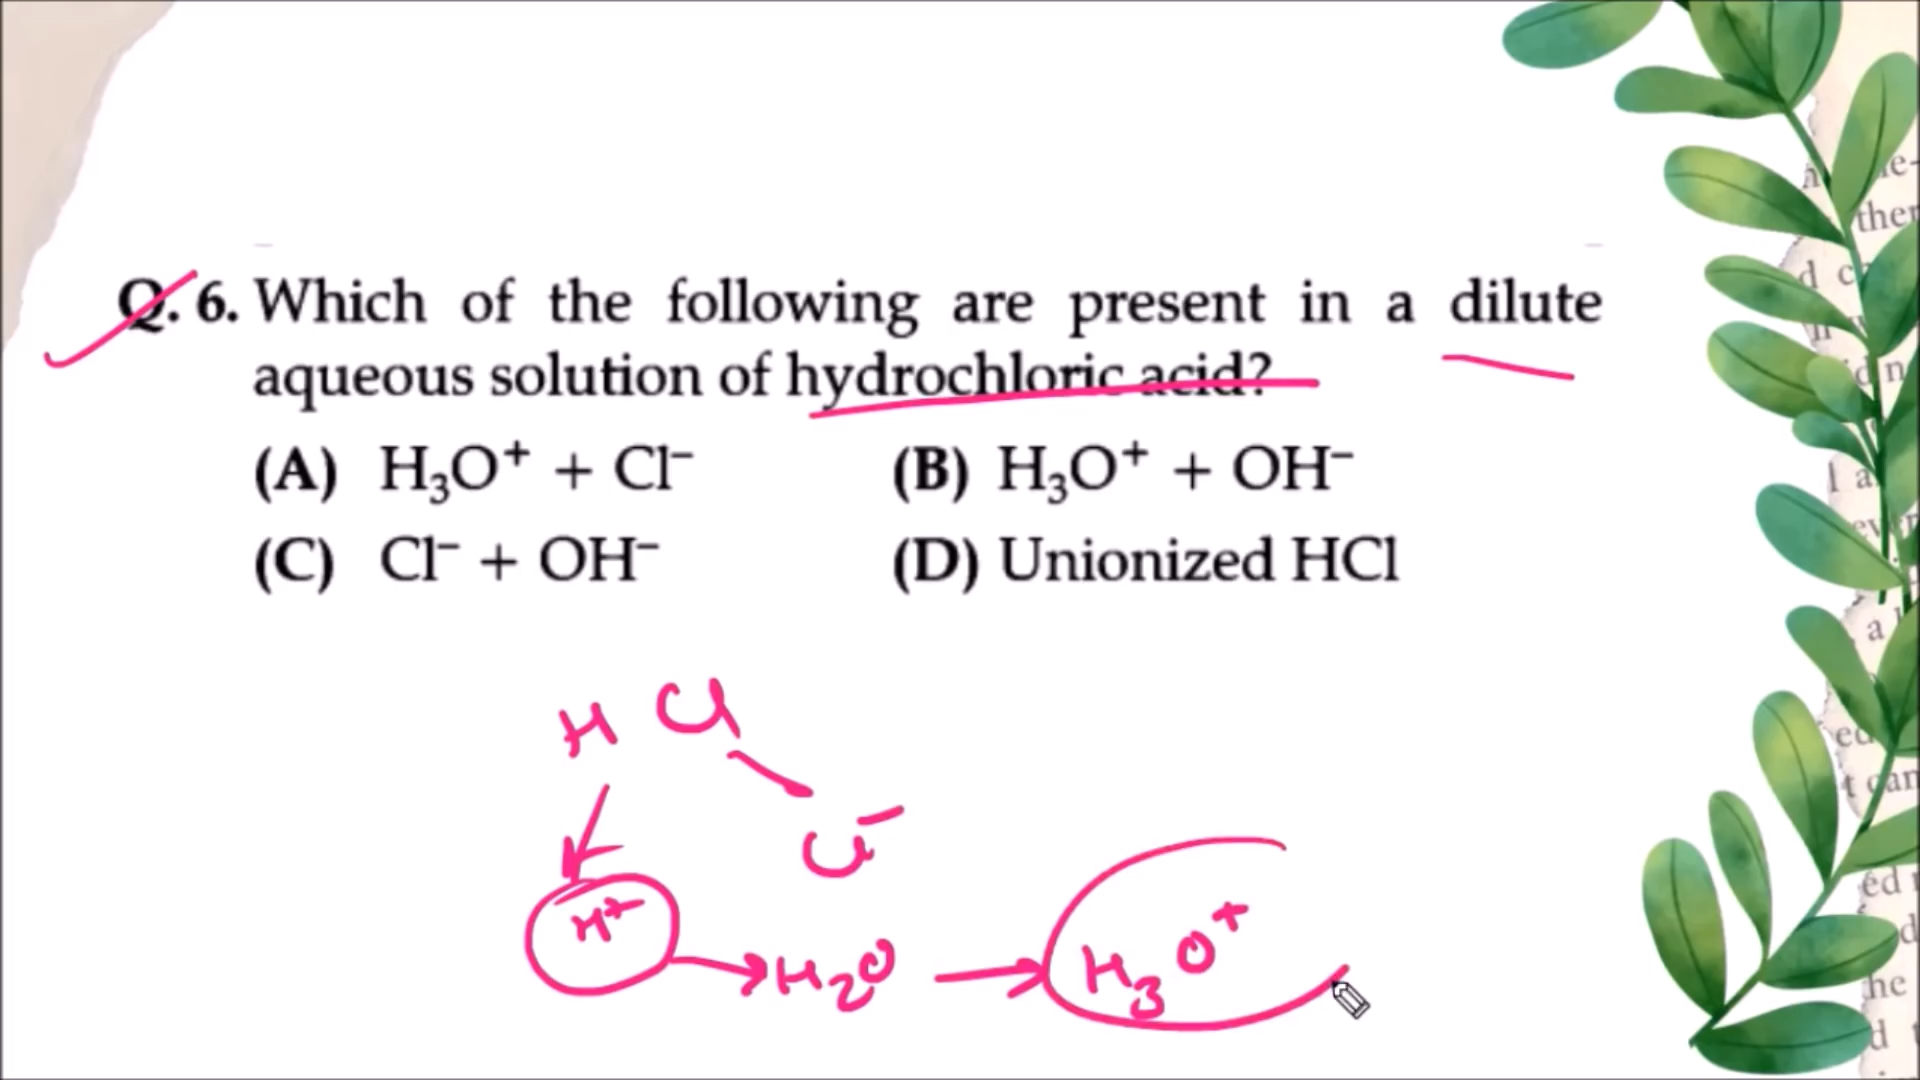 Q. 6. Which of the following are present in a dilute
aqueous solution of hydrochloric acid?
(A) H₃O⁺ + Cl⁻ (B) H₃O⁺ + OH⁻
(C) Cl⁻ + OH⁻ (D) Unionized HCl
H Cl
Cl⁻
H⁺ → H₂O → H₃O⁺